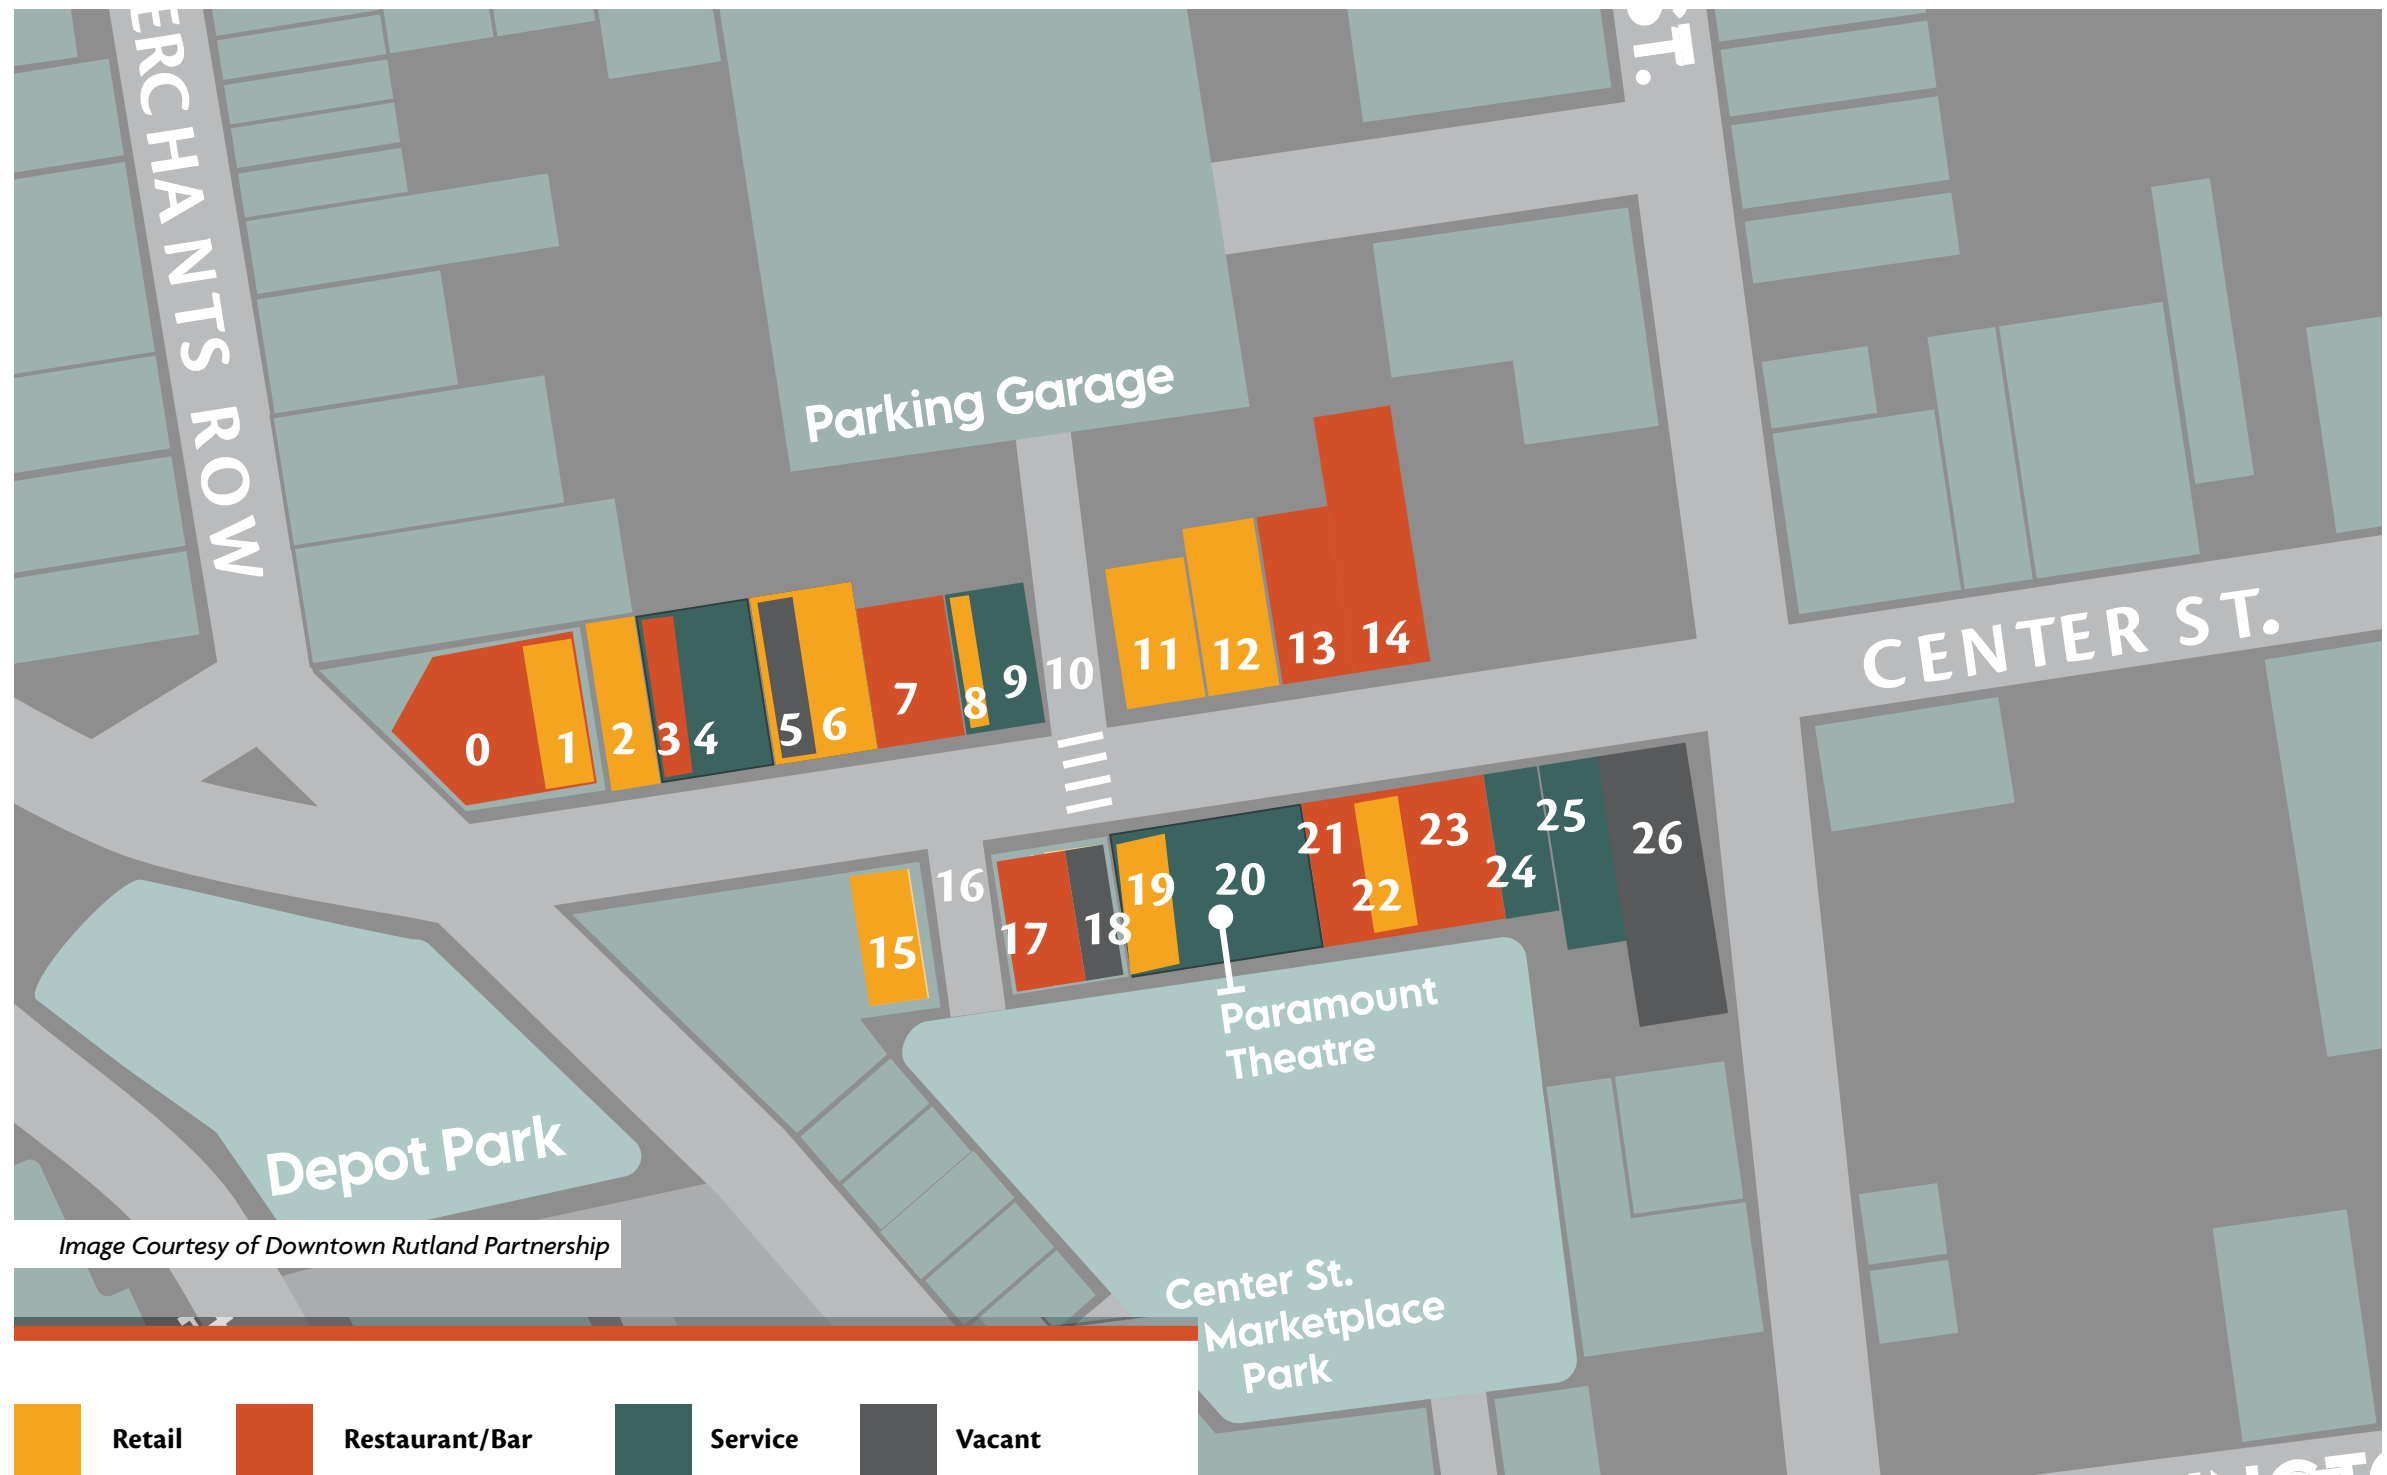 ERCHANTS ROW
ST.
Parking Garage
CENTER ST.
0
1
2
3
4
5
6
7
8
9
10
11
12
13
14
15
16
17
18
19
20
21
22
23
24
25
26
Paramount
Theatre
Depot Park
Image Courtesy of Downtown Rutland Partnership
Center St.
Marketplace
Park
Retail
Restaurant/Bar
Service
Vacant